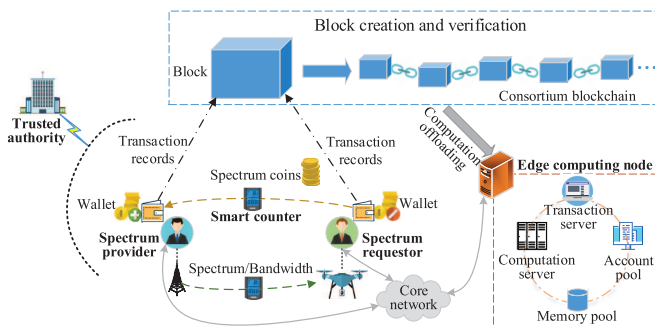 Block creation and verification
Block
Consortium blockchain
Trusted
authority
Transaction
records
Transaction
records
Computation
offloading
Spectrum coins
Edge computing node
Wallet
Smart counter
Wallet
Transaction
server
Spectrum
provider
Spectrum
requestor
Computation
server
Account
pool
Spectrum/Bandwidth
Core
network
Memory pool